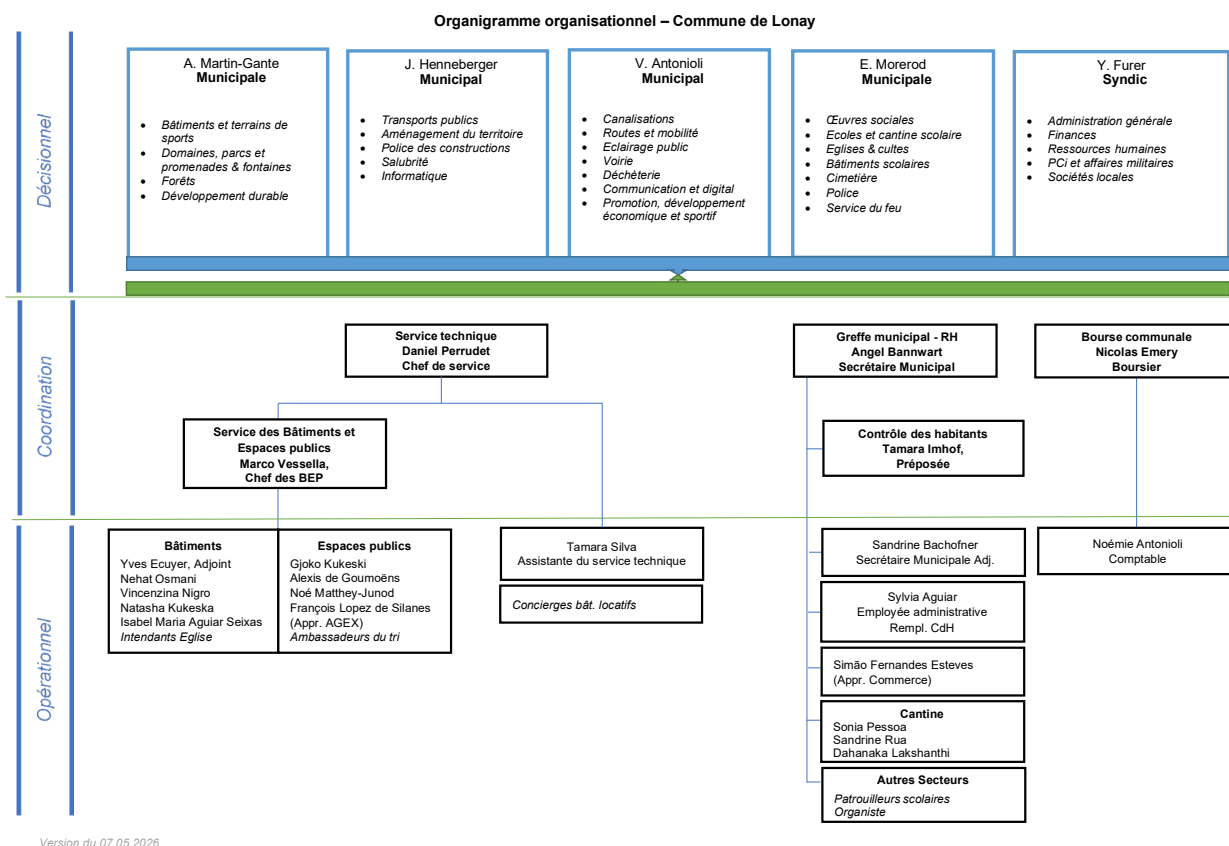 Organigramme organisationnel – Commune de Lonay
Décisionnel
A. Martin-Gante
Municipale
• Bâtiments et terrains de
sports
• Domaines, parcs et
promenades & fontaines
• Forêts
• Développement durable
J. Henneberger
Municipal
• Transports publics
• Aménagement du territoire
• Police des constructions
• Salubrité
• Informatique
V. Antonioli
Municipal
• Canalisations
• Routes et mobilité
• Eclairage public
• Voirie
• Déchèterie
• Communication et digital
• Promotion, développement
économique et sportif
E. Morerod
Municipale
• Œuvres sociales
• Ecoles et cantine scolaire
• Eglises & cultes
• Bâtiments scolaires
• Cimetière
• Police
• Service du feu
Y. Furer
Syndic
• Administration générale
• Finances
• Ressources humaines
• PCi et affaires militaires
• Sociétés locales
Coordination
Service technique
Daniel Perrudet
Chef de service
Greffe municipal - RH
Angel Bannwart
Secrétaire Municipal
Bourse communale
Nicolas Emery
Boursier
Service des Bâtiments et
Espaces publics
Marco Vessella,
Chef des BEP
Contrôle des habitants
Tamara Imhof,
Préposée
Opérationnel
Bâtiments
Yves Ecuyer, Adjoint
Nehat Osmani
Vincenzina Nigro
Natasha Kukeska
Isabel Maria Aguiar Seixas
Intendants Eglise
Espaces publics
Gjoko Kukeski
Alexis de Goumoëns
Noé Matthey-Junod
François Lopez de Silanes
(Appr. AGEX)
Ambassadeurs du tri
Tamara Silva
Assistante du service technique
Concierges bât. locatifs
Sandrine Bachofner
Secrétaire Municipale Adj.
Sylvia Aguiar
Employée administrative
Rempl. CdH
Simão Fernandes Esteves
(Appr. Commerce)
Cantine
Sonia Pessoa
Sandrine Rua
Dahanaka Lakshanthi
Autres Secteurs
Patrouilleurs scolaires
Organiste
Noémie Antonioli
Comptable
Version du 07.05.2026